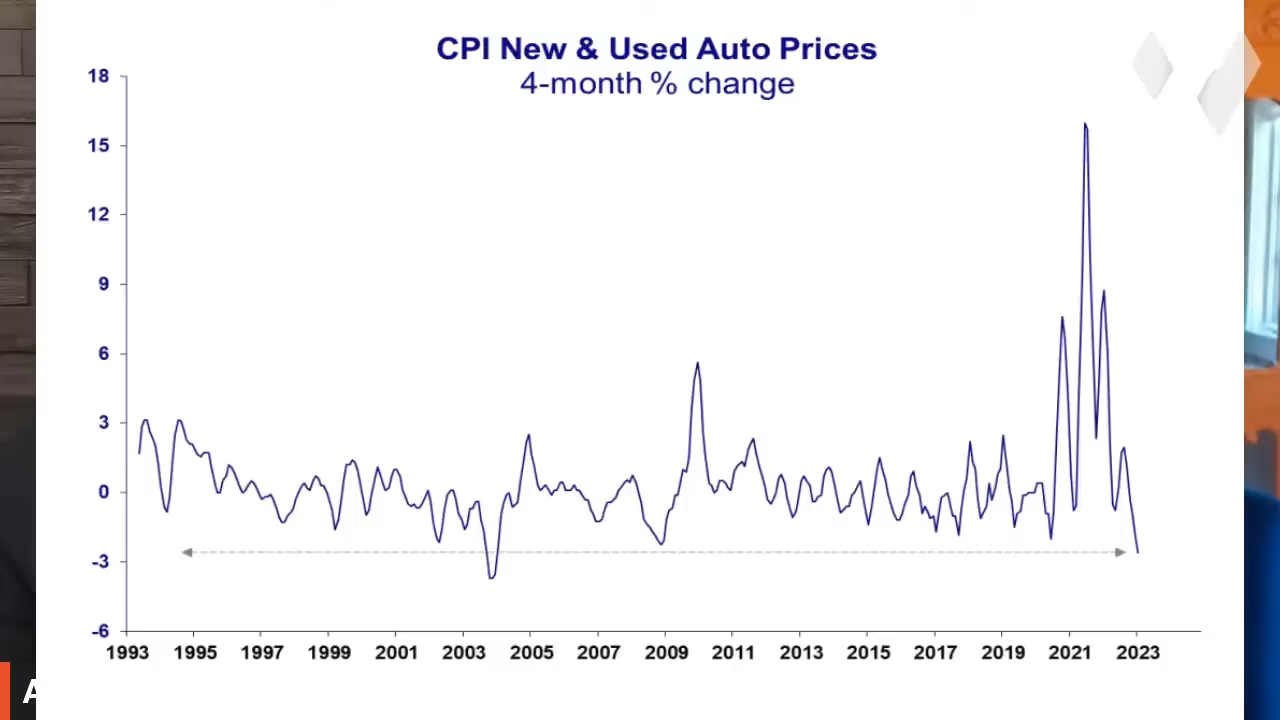 CPI New & Used Auto Prices
4-month % change
18
15
12
9
6
3
0
-3
-6
1993 1995 1997 1999 2001 2003 2005 2007 2009 2011 2013 2015 2017 2019 2021 2023
A